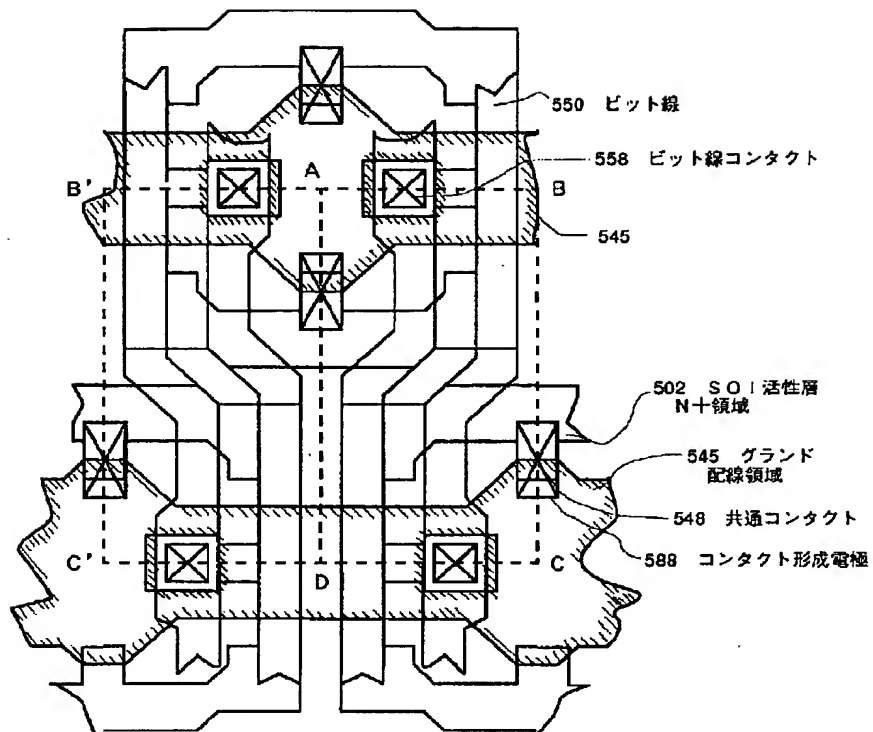 550 ビット線
558 ビット線コンタクト
B' A B
545
502 SOI活性層
N十領域
545 グランド
配線領域
548 共通コンタクト
588 コンタクト形成電極
C' D C